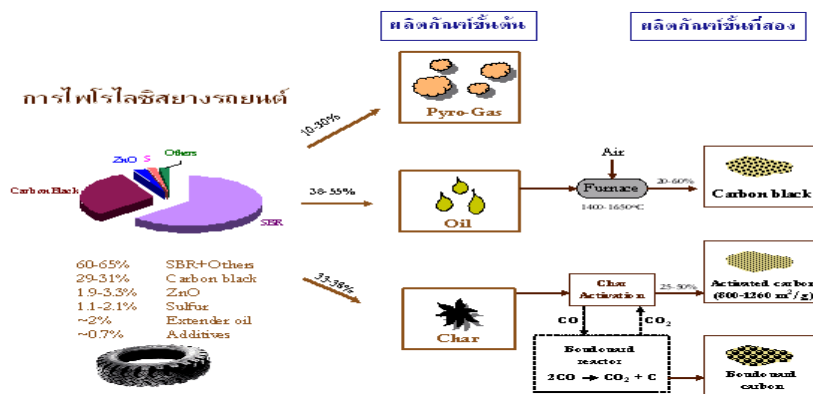 ผลิตภัณฑ์ขั้นต้น
ผลิตภัณฑ์ขั้นที่สอง
การไพโรไลซิสยางรถยนต์
10-30%
Pyro-Gas
ZnO
S
Others
Carbon Black
SBR
38-55%
Oil
Air
Furnace
1400-1650°C
20-60%
Carbon black
60-65% SBR+Others
29-31% Carbon black
1.9-3.3% ZnO
1.1-2.1% Sulfur
~2% Extender oil
~0.7% Additives
33-38%
Char
Char
Activation
25-50%
Activated carbon
(800-1260 m²/g)
CO
CO₂
Boudouard
reactor
2CO → CO₂ + C
Boudouard
carbon